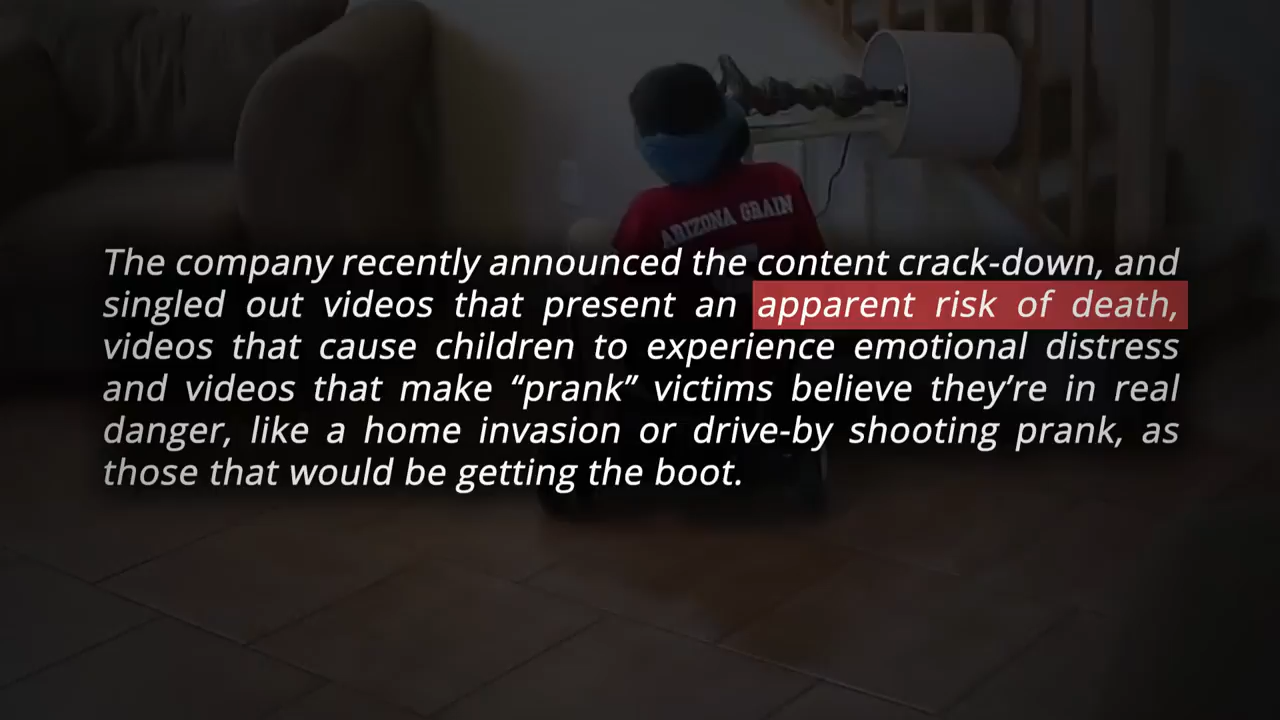 ARIZONA GRAIN
The company recently announced the content crack-down, and
singled out videos that present an apparent risk of death,
videos that cause children to experience emotional distress
and videos that make “prank” victims believe they’re in real
danger, like a home invasion or drive-by shooting prank, as
those that would be getting the boot.